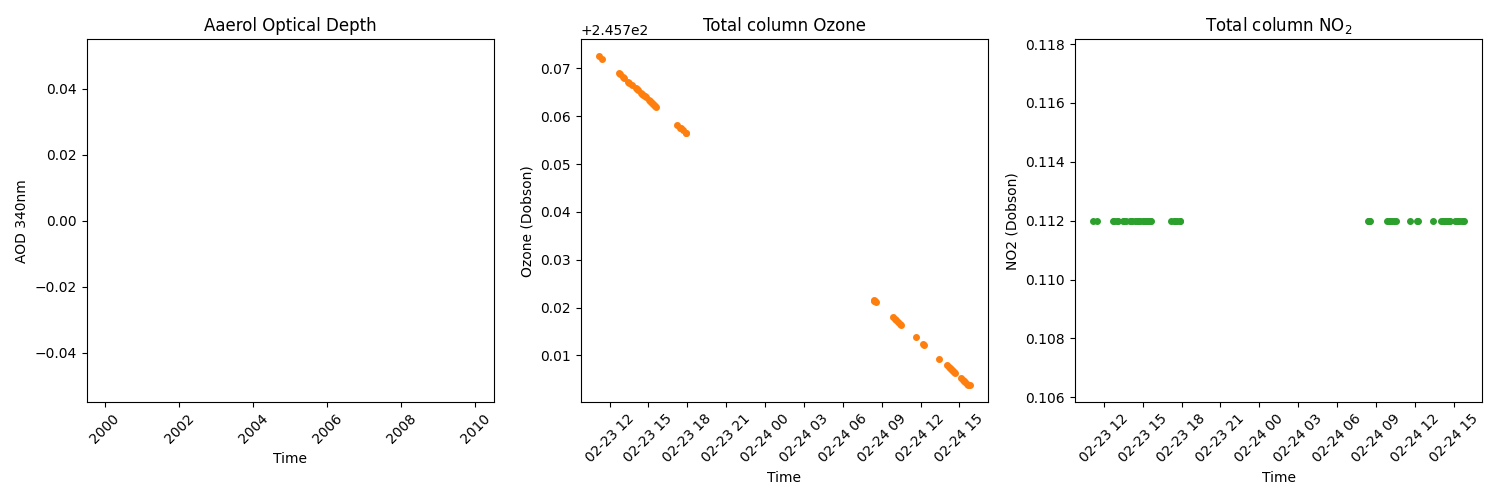 Aaerol Optical Depth
AOD 340nm
0.04
0.02
0.00
−0.02
−0.04
2000 2002 2004 2006 2008 2010
Time
Total column Ozone
+2.457e2
Ozone (Dobson)
0.07
0.06
0.05
0.04
0.03
0.02
0.01
02-23 12 02-23 15 02-23 18 02-23 21 02-24 00 02-24 03 02-24 06 02-24 09 02-24 12 02-24 15
Time
Total column NO₂
NO2 (Dobson)
0.118
0.116
0.114
0.112
0.110
0.108
0.106
02-23 12 02-23 15 02-23 18 02-23 21 02-24 00 02-24 03 02-24 06 02-24 09 02-24 12 02-24 15
Time